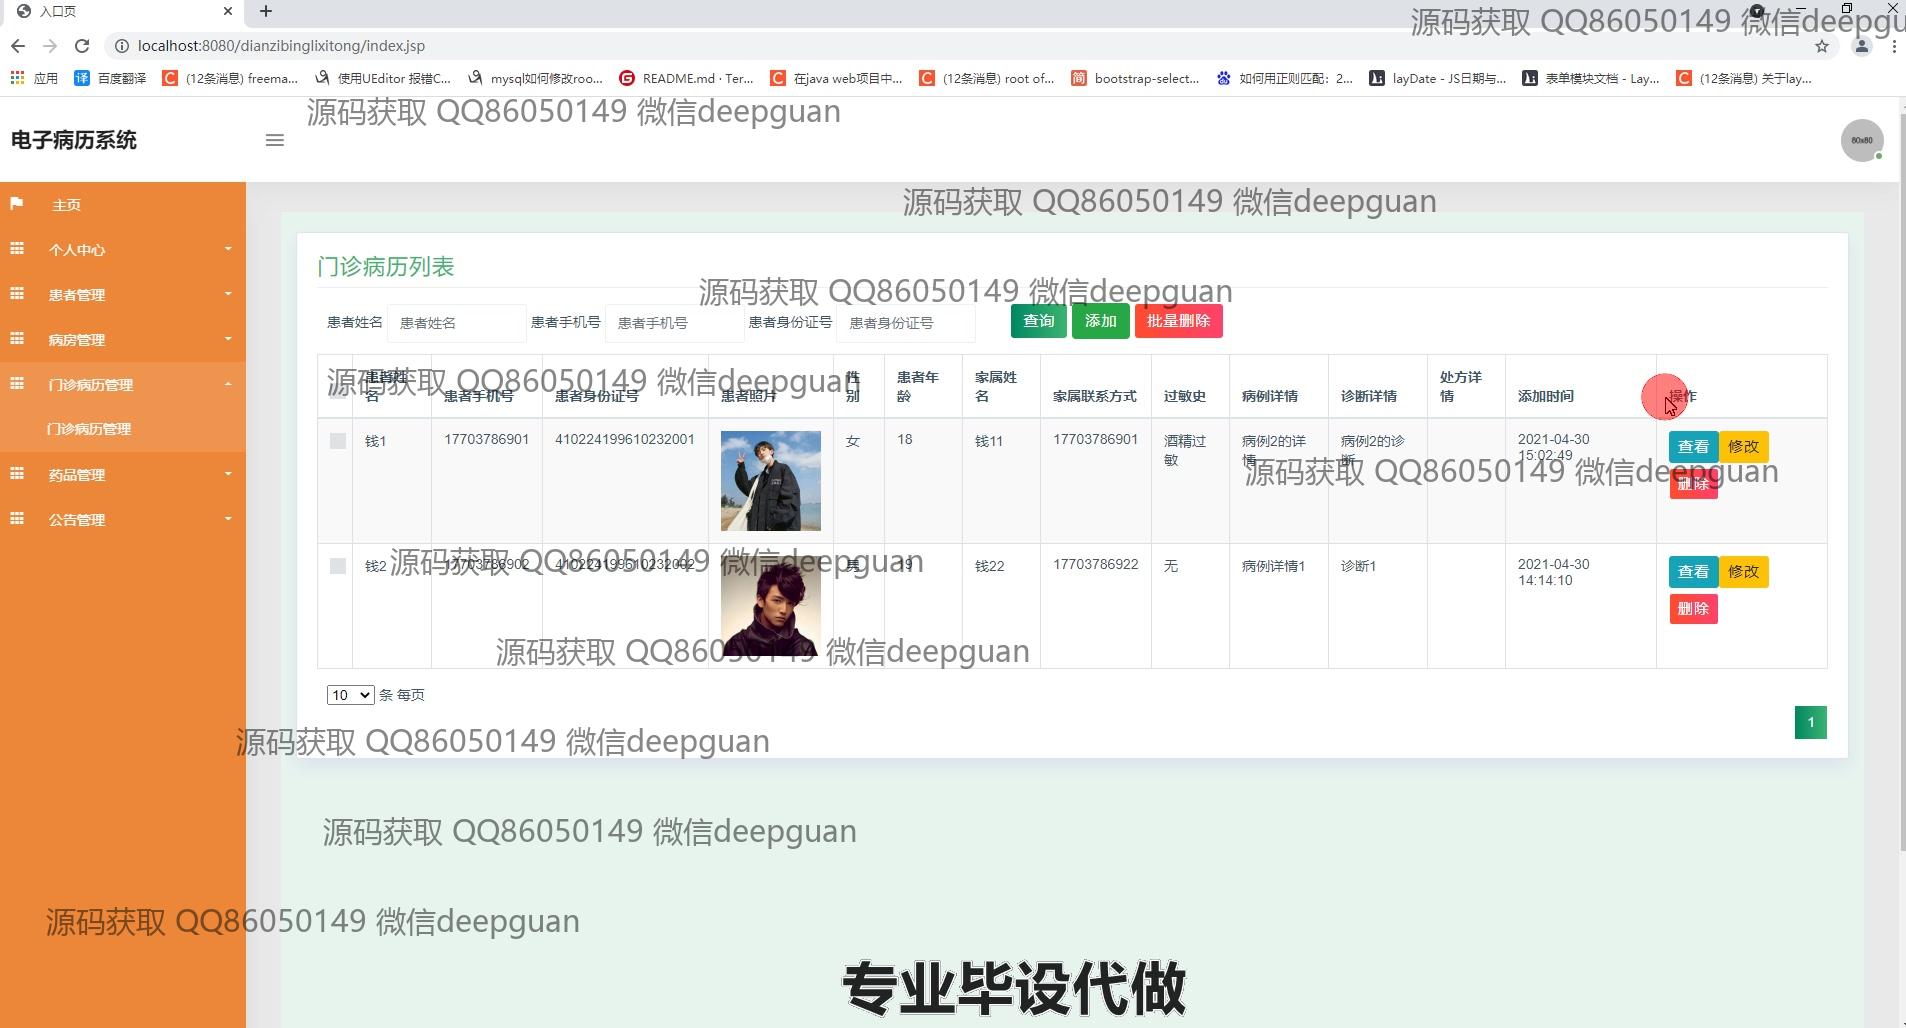 入口页
localhost:8080/dianzibinglixitong/index.jsp
应用 百度翻译 (12条消息) freema... 使用UEditor 报错C... mysql如何修改roo... README.md · Ter... 在java web项目中... (12条消息) root of... bootstrap-select... 如何用正则匹配：2... layDate - JS日期与... 表单模块文档 - Lay... (12条消息) 关于lay...
源码获取 QQ86050149 微信deepgu
源码获取 QQ86050149 微信deepguan
电子病历系统
80x80
主页
个人中心
患者管理
病房管理
门诊病历管理
门诊病历管理
药品管理
公告管理
源码获取 QQ86050149 微信deepguan
门诊病历列表
源码获取 QQ86050149 微信deepguan
患者姓名 患者姓名 患者手机号 患者手机号 患者身份证号 患者身份证号 查询 添加 批量删除
源码获取 QQ86050149 微信deepguan
患者姓名 患者手机号 患者身份证号 患者照片 性别 患者年龄 家属姓名 家属联系方式 过敏史 病例详情 诊断详情 处方详情 添加时间 操作
钱1 17703786901 410224199610232001 女 18 钱11 17703786901 酒精过敏 病例2的详情 病例2的诊断 2021-04-30 15:02:49 查看 修改 删除
源码获取 QQ86050149 微信deepguan
钱2 17703786902 410224199610232002 男 19 钱22 17703786922 无 病例详情1 诊断1 2021-04-30 14:14:10 查看 修改 删除
源码获取 QQ86050149 微信deepguan
源码获取 QQ86050149 微信deepguan
10 条 每页
1
源码获取 QQ86050149 微信deepguan
源码获取 QQ86050149 微信deepguan
源码获取 QQ86050149 微信deepguan
专业毕设代做